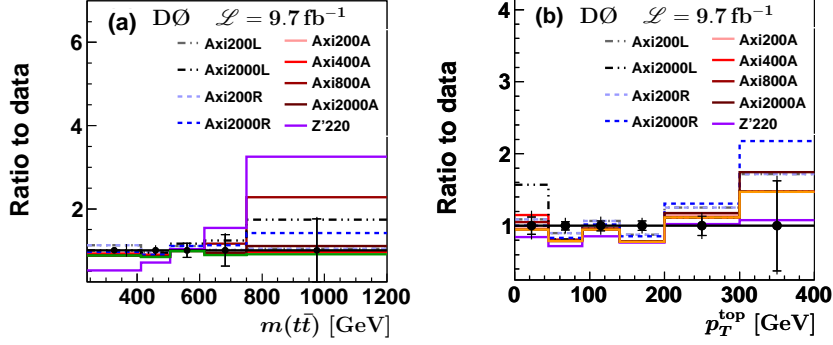 (a) DØ ℒ = 9.7 fb⁻¹
Axi200L
Axi2000L
Axi200R
Axi2000R
Axi200A
Axi400A
Axi800A
Axi2000A
Z'220
Ratio to data
6
4
2
400 600 800 1000 1200
m(tt̄) [GeV]
(b) DØ ℒ = 9.7 fb⁻¹
Axi200L
Axi2000L
Axi200R
Axi2000R
Axi200A
Axi400A
Axi800A
Axi2000A
Z'220
Ratio to data
4
3
2
1
0 100 200 300 400
p_T^top [GeV]